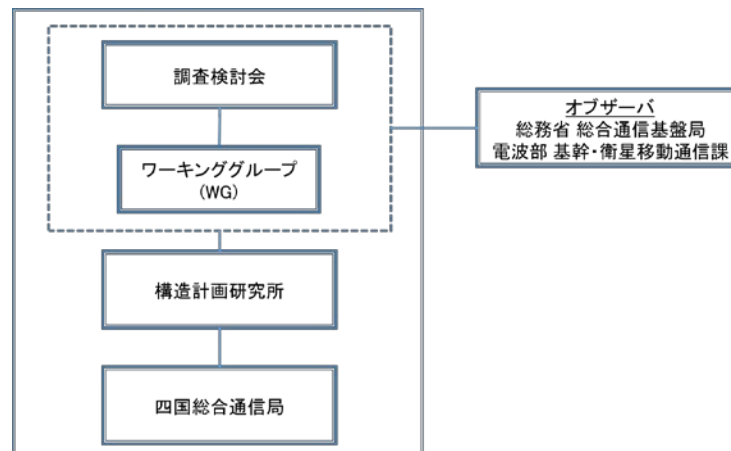 調査検討会
ワーキンググループ
(WG)
オブザーバ
総務省 総合通信基盤局
電波部 基幹・衛星移動通信課
構造計画研究所
四国総合通信局